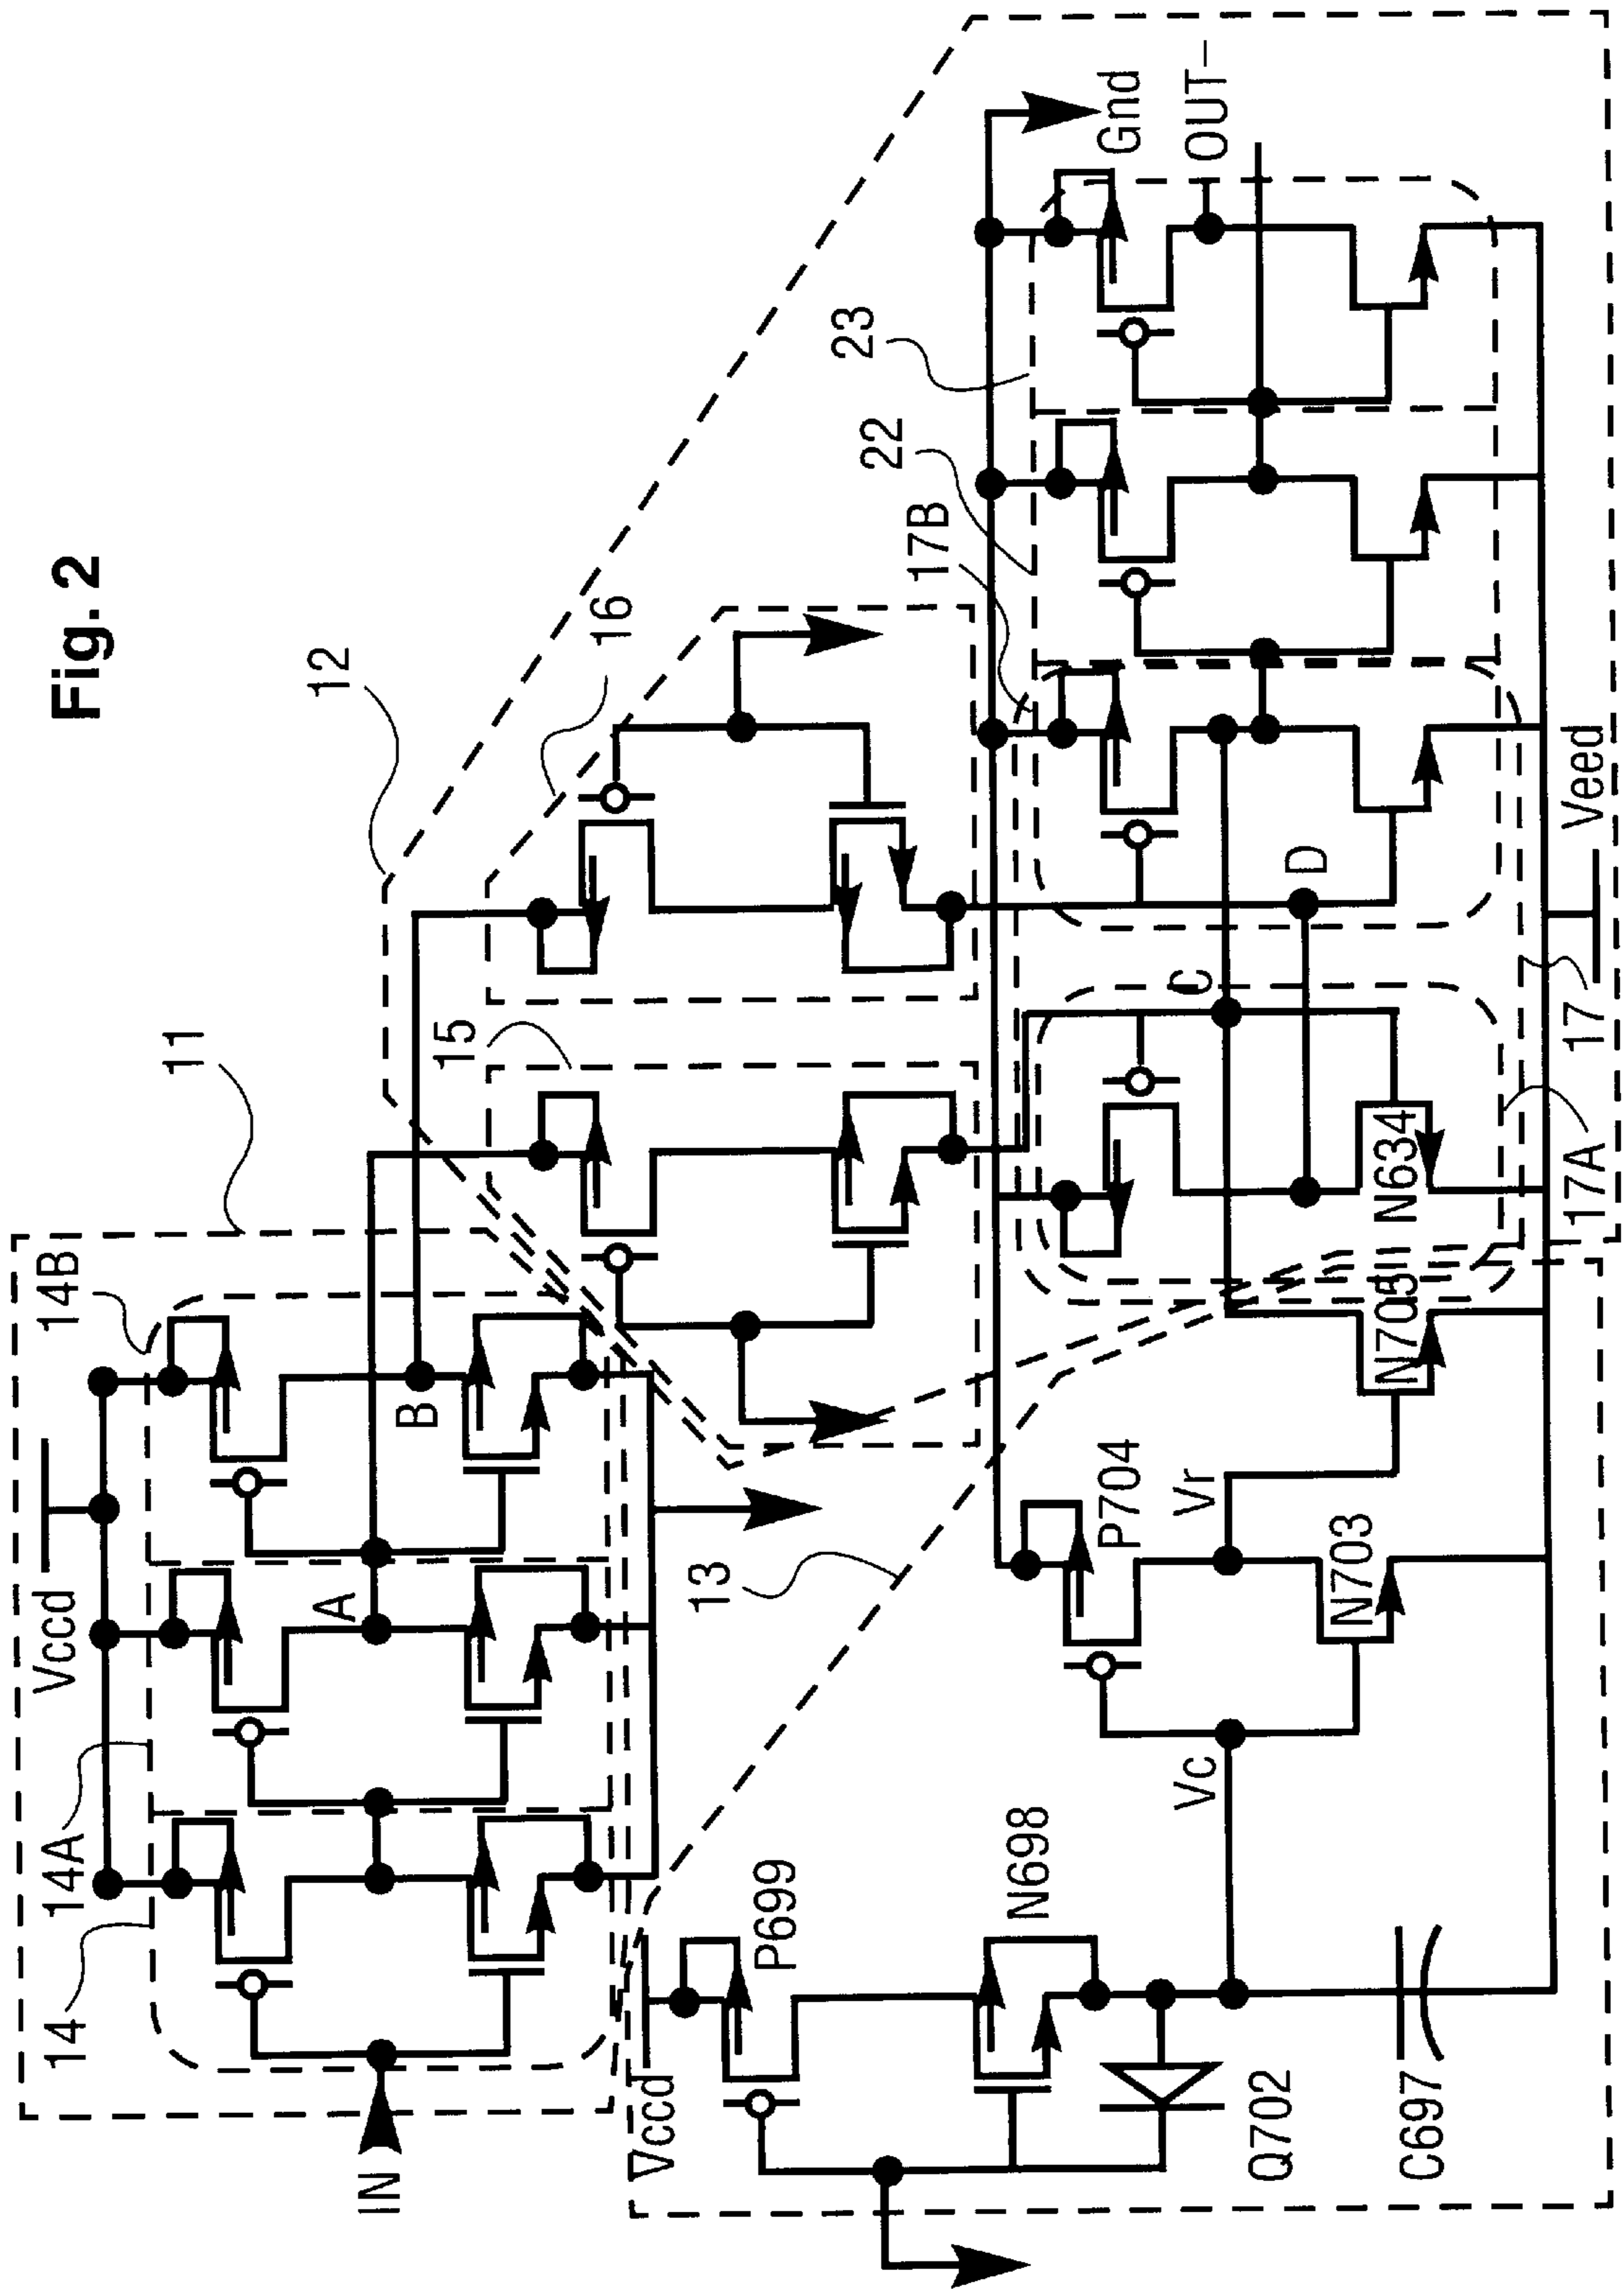 Fig. 2
11
12
Vccd
14
14A
14B
A
B
IN
15
16
13
17B
22
23
Gnd
OUT–
Vccd
P699
N698
Q702
C697
Vc
P704
Vr
N703
N705
N634
C
D
17A
17
Veed